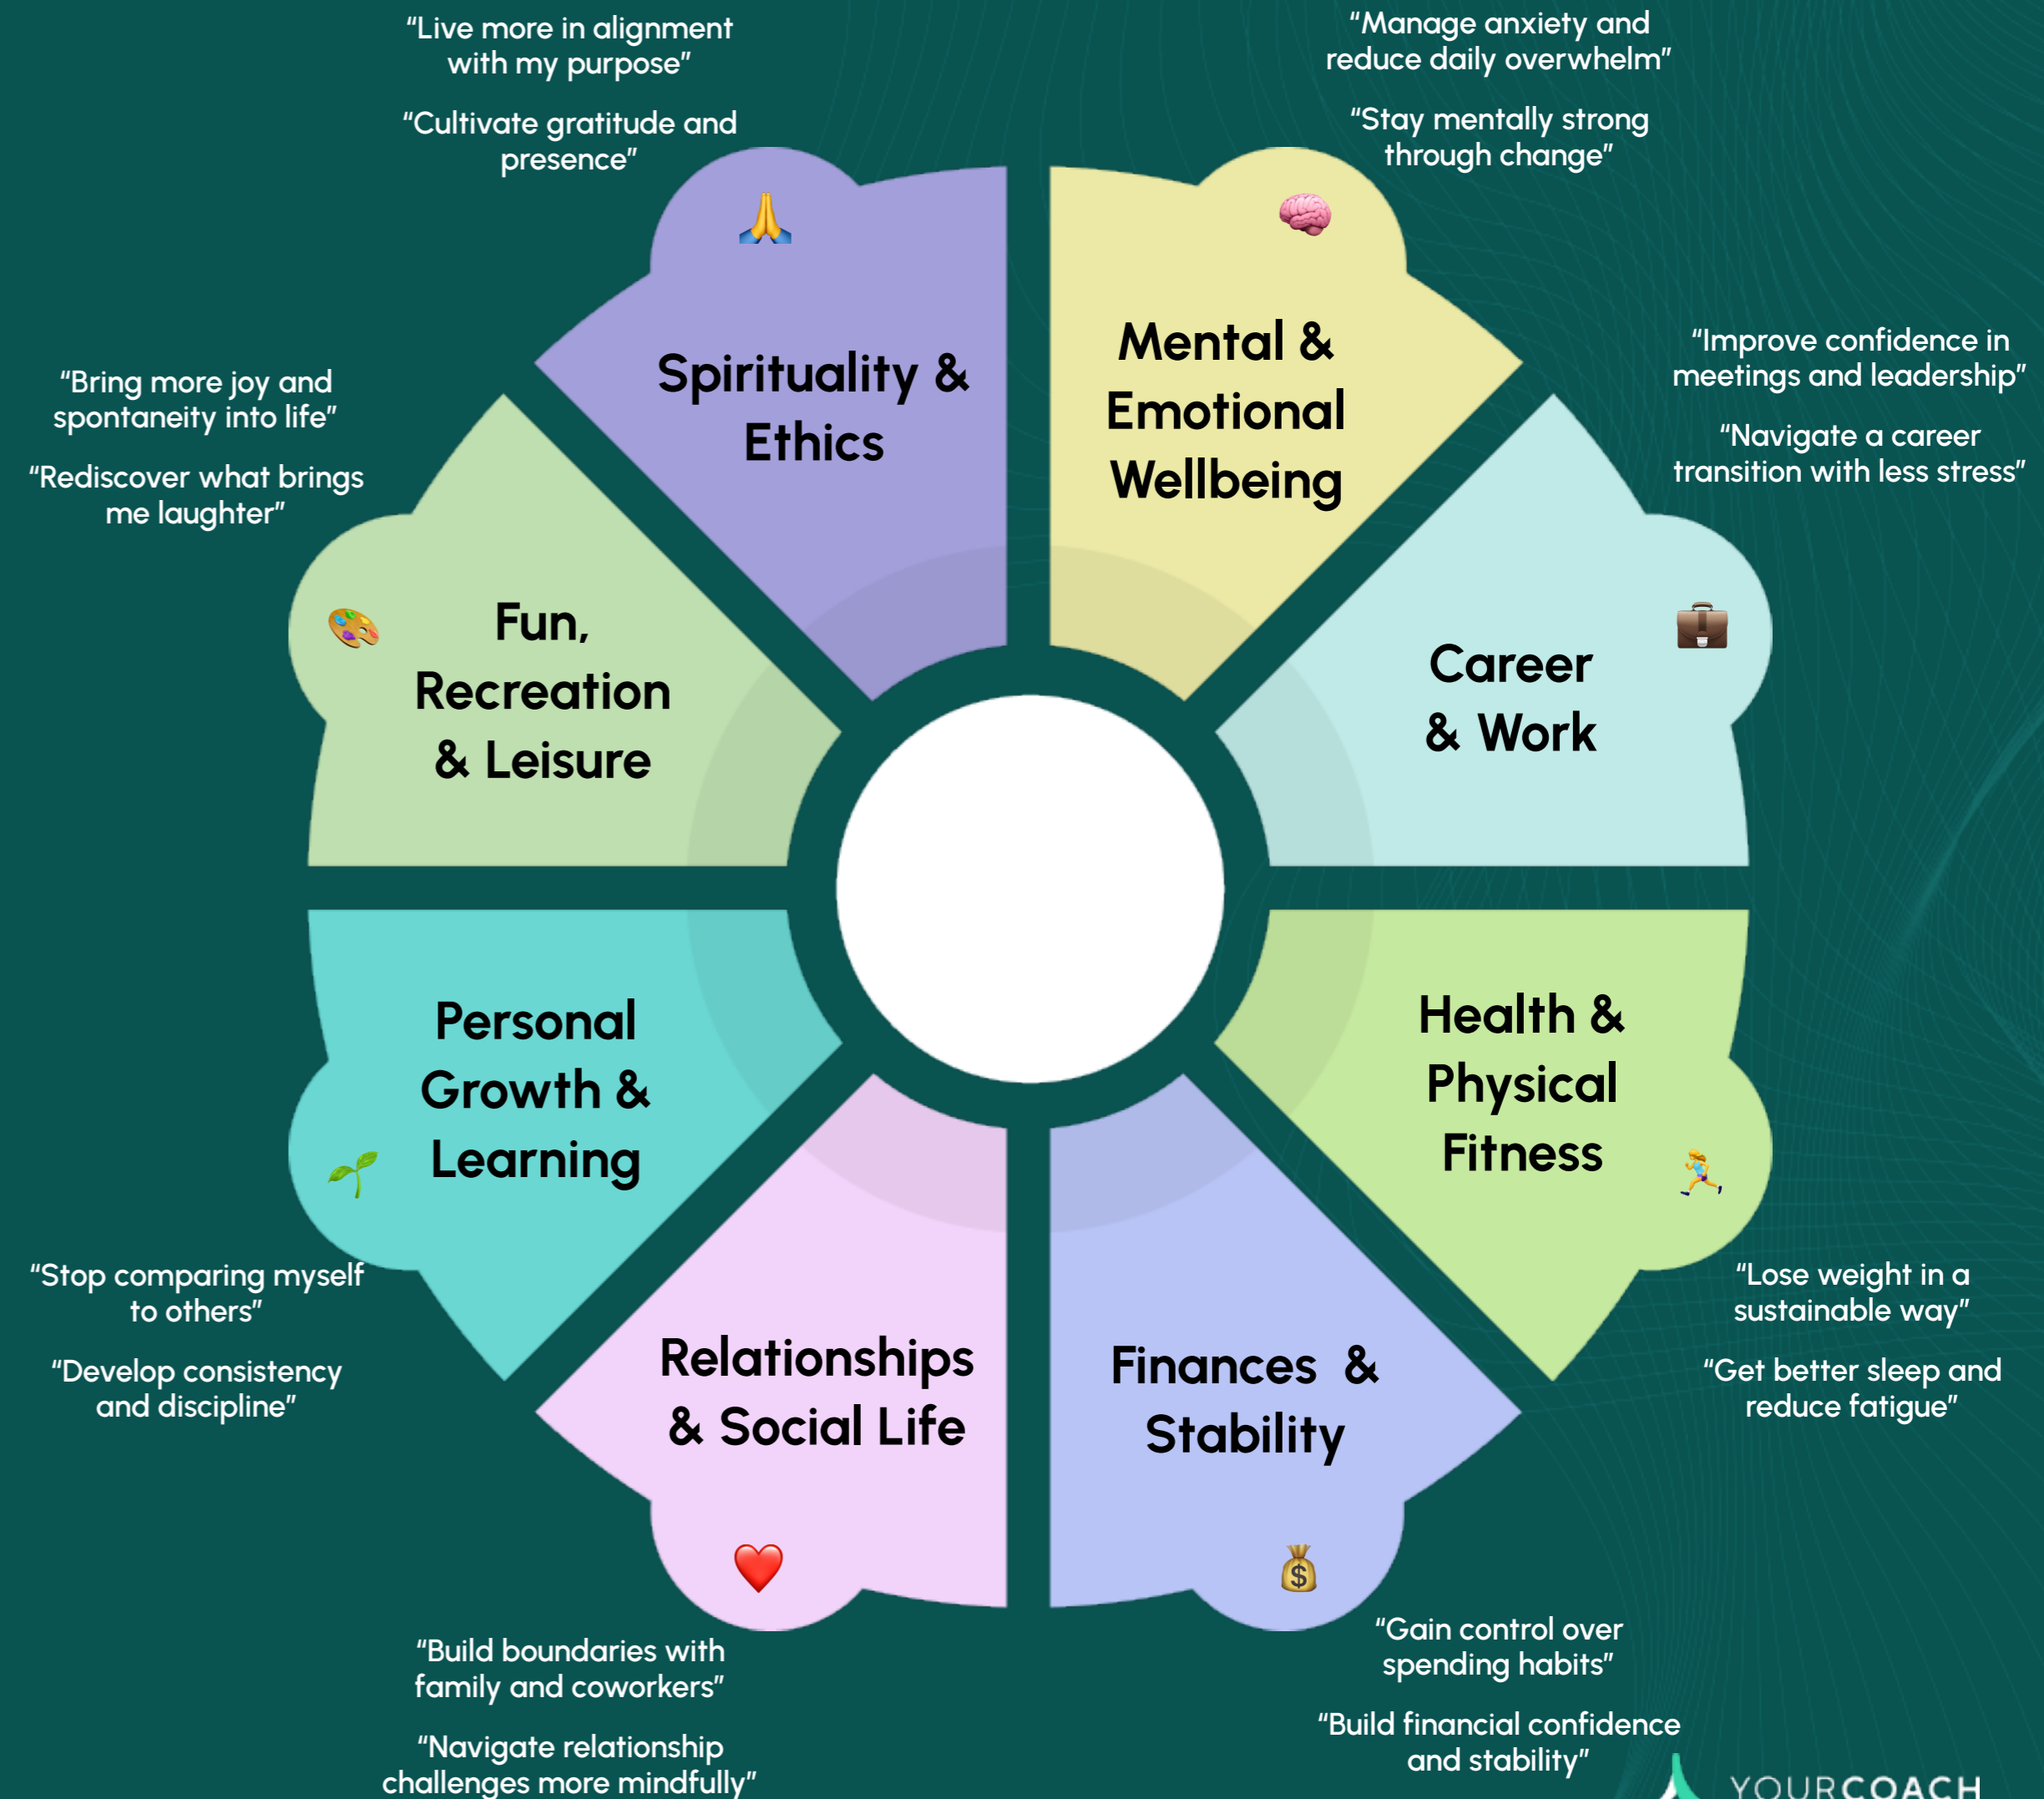 “Live more in alignment
with my purpose”
“Cultivate gratitude and
presence”
“Manage anxiety and
reduce daily overwhelm”
“Stay mentally strong
through change”
Spirituality &
Ethics
Mental &
Emotional
Wellbeing
“Bring more joy and
spontaneity into life”
“Rediscover what brings
me laughter”
“Improve confidence in
meetings and leadership”
“Navigate a career
transition with less stress”
Fun,
Recreation
& Leisure
Career
& Work
Personal
Growth &
Learning
Health &
Physical
Fitness
“Stop comparing myself
to others”
“Develop consistency
and discipline”
“Lose weight in a
sustainable way”
“Get better sleep and
reduce fatigue”
Relationships
& Social Life
Finances &
Stability
$
“Build boundaries with
family and coworkers”
“Navigate relationship
challenges more mindfully”
“Gain control over
spending habits”
“Build financial confidence
and stability”
YOURCOACH